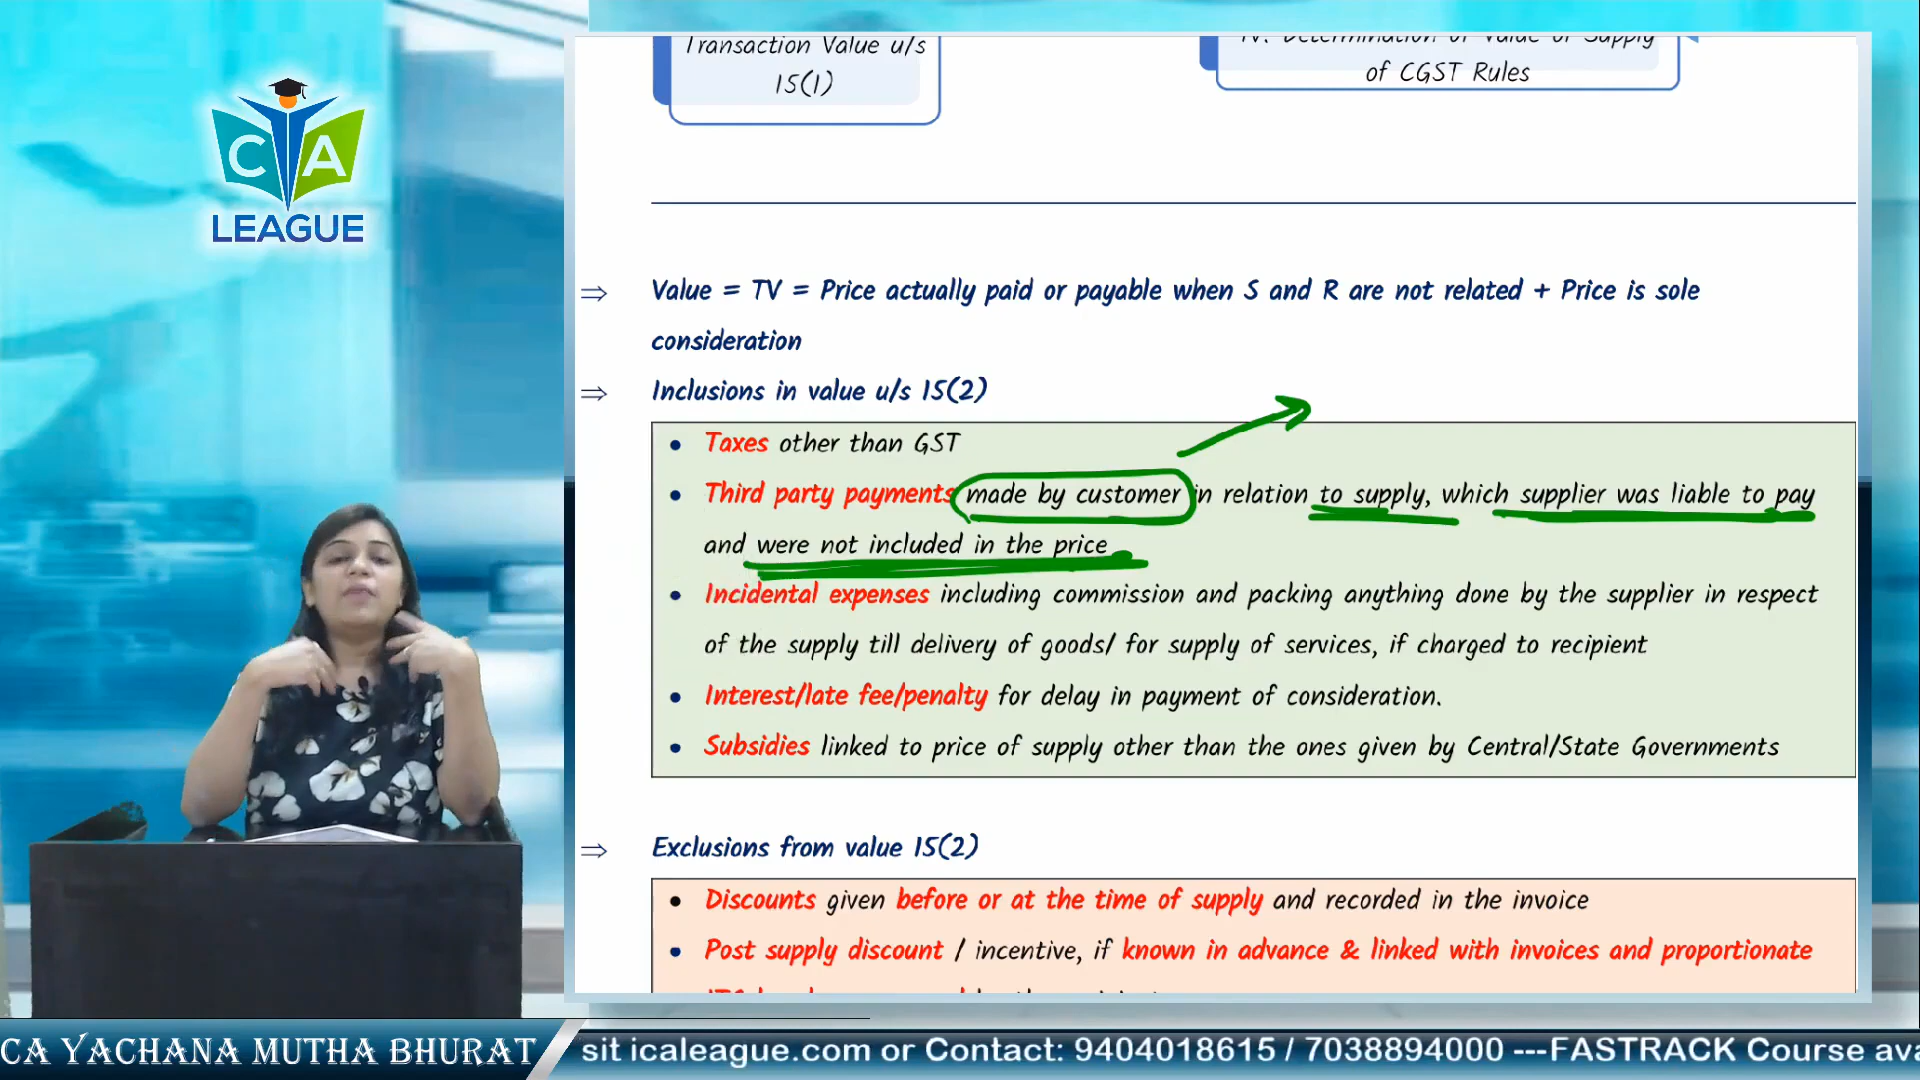 Transaction Value u/s
15(1)
IV: Determination of Value of Supply
of CGST Rules
CA
LEAGUE
⇒ Value = TV = Price actually paid or payable when S and R are not related + Price is sole
consideration
⇒ Inclusions in value u/s 15(2)
• Taxes other than GST
• Third party payments made by customer in relation to supply, which supplier was liable to pay
and were not included in the price
• Incidental expenses including commission and packing anything done by the supplier in respect
of the supply till delivery of goods/ for supply of services, if charged to recipient
• Interest/late fee/penalty for delay in payment of consideration.
• Subsidies linked to price of supply other than the ones given by Central/State Governments
⇒ Exclusions from value 15(2)
• Discounts given before or at the time of supply and recorded in the invoice
• Post supply discount / incentive, if known in advance & linked with invoices and proportionate
CA YACHANA MUTHA BHURAT
sit icaleague.com or Contact: 9404018615 / 7038894000 ---FASTRACK Course ava